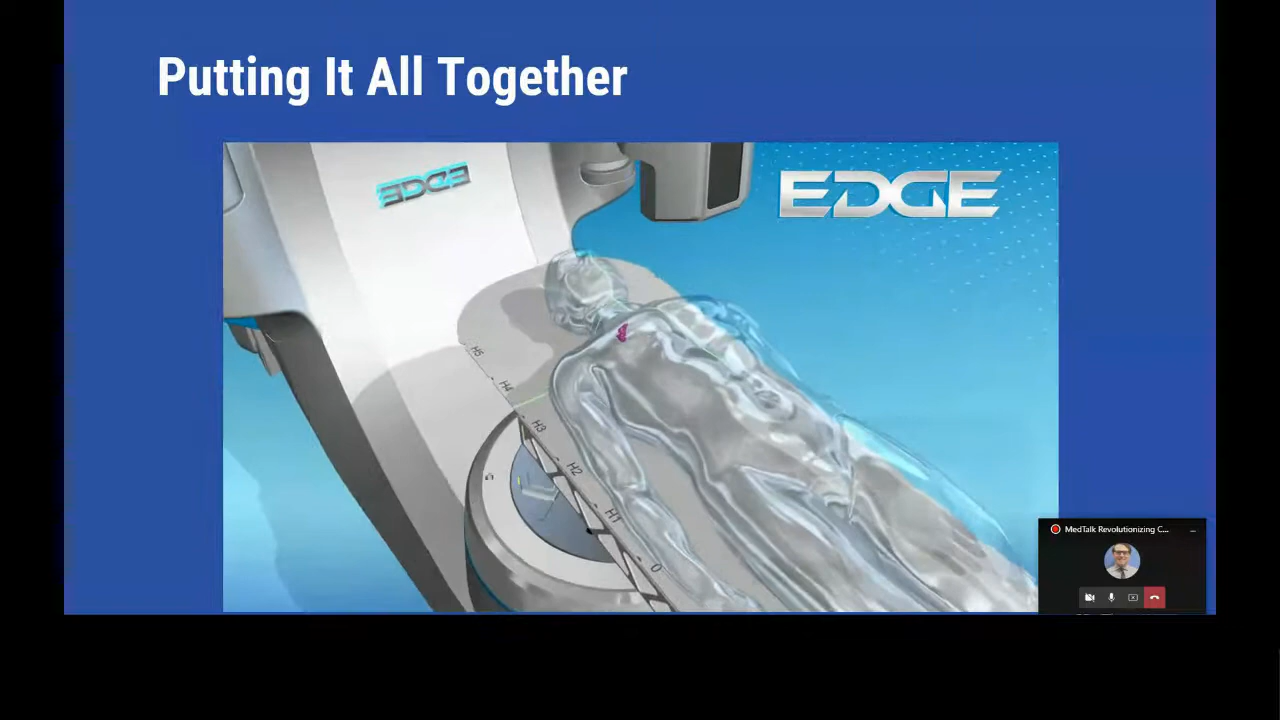 Putting It All Together
EDGE
EDGE
H5
H4
H3
H2
H1
0
MedTalk Revolutionizing C...